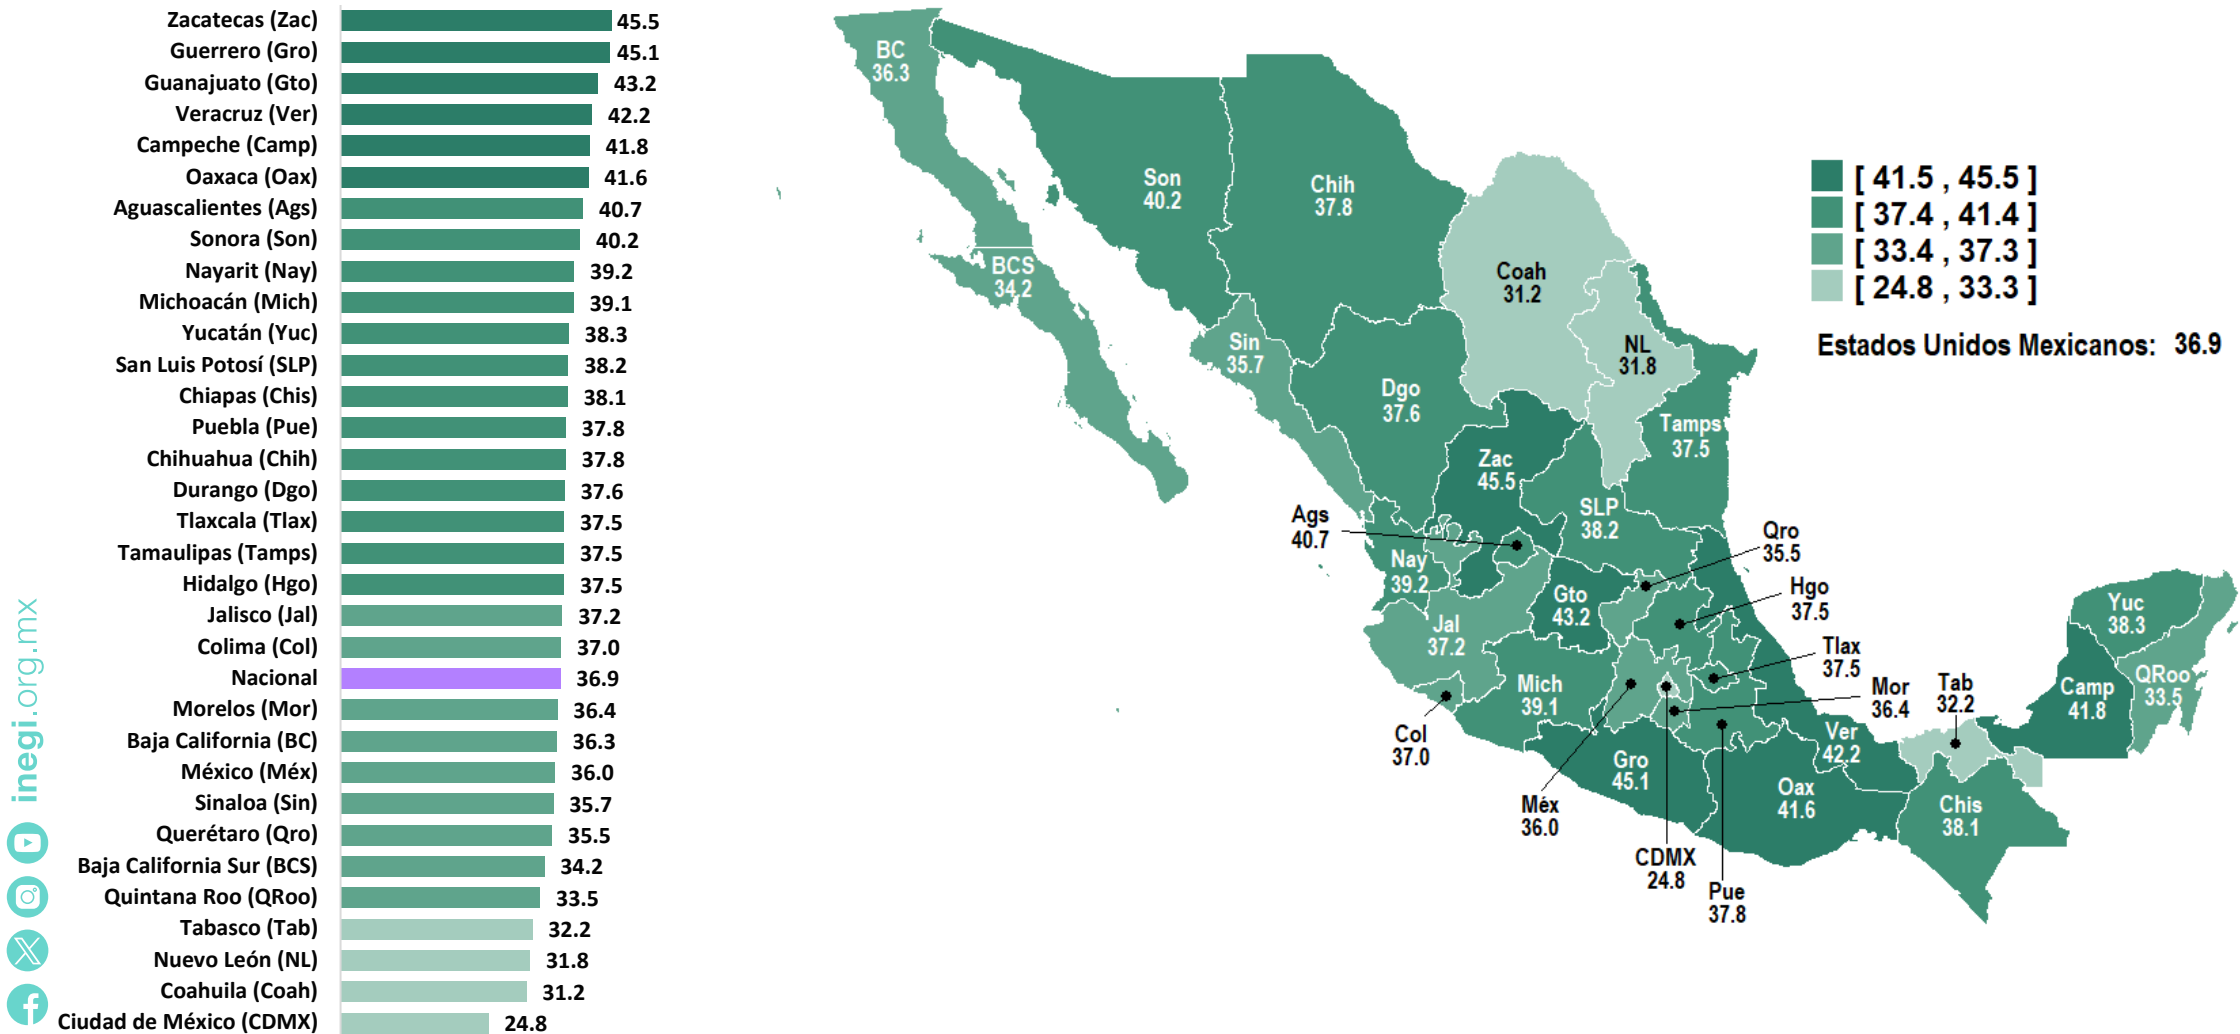 Zacatecas (Zac) 45.5
Guerrero (Gro) 45.1
Guanajuato (Gto) 43.2
Veracruz (Ver) 42.2
Campeche (Camp) 41.8
Oaxaca (Oax) 41.6
Aguascalientes (Ags) 40.7
Sonora (Son) 40.2
Nayarit (Nay) 39.2
Michoacán (Mich) 39.1
Yucatán (Yuc) 38.3
San Luis Potosí (SLP) 38.2
Chiapas (Chis) 38.1
Puebla (Pue) 37.8
Chihuahua (Chih) 37.8
Durango (Dgo) 37.6
Tlaxcala (Tlax) 37.5
Tamaulipas (Tamps) 37.5
Hidalgo (Hgo) 37.5
Jalisco (Jal) 37.2
Colima (Col) 37.0
Nacional 36.9
Morelos (Mor) 36.4
Baja California (BC) 36.3
México (Méx) 36.0
Sinaloa (Sin) 35.7
Querétaro (Qro) 35.5
Baja California Sur (BCS) 34.2
Quintana Roo (QRoo) 33.5
Tabasco (Tab) 32.2
Nuevo León (NL) 31.8
Coahuila (Coah) 31.2
Ciudad de México (CDMX) 24.8
inegi.org.mx
BC
36.3
Son
40.2
Chih
37.8
BCS
34.2
Coah
31.2
NL
31.8
Sin
35.7
Dgo
37.6
Tamps
37.5
Zac
45.5
SLP
38.2
Ags
40.7
Nay
39.2
Qro
35.5
Hgo
37.5
Gto
43.2
Jal
37.2
Tlax
37.5
Mich
39.1
Mor
36.4
Tab
32.2
Col
37.0
Gro
45.1
Méx
36.0
CDMX
24.8
Pue
37.8
Oax
41.6
Ver
42.2
Chis
38.1
Camp
41.8
Yuc
38.3
QRoo
33.5
[ 41.5 , 45.5 ]
[ 37.4 , 41.4 ]
[ 33.4 , 37.3 ]
[ 24.8 , 33.3 ]
Estados Unidos Mexicanos: 36.9